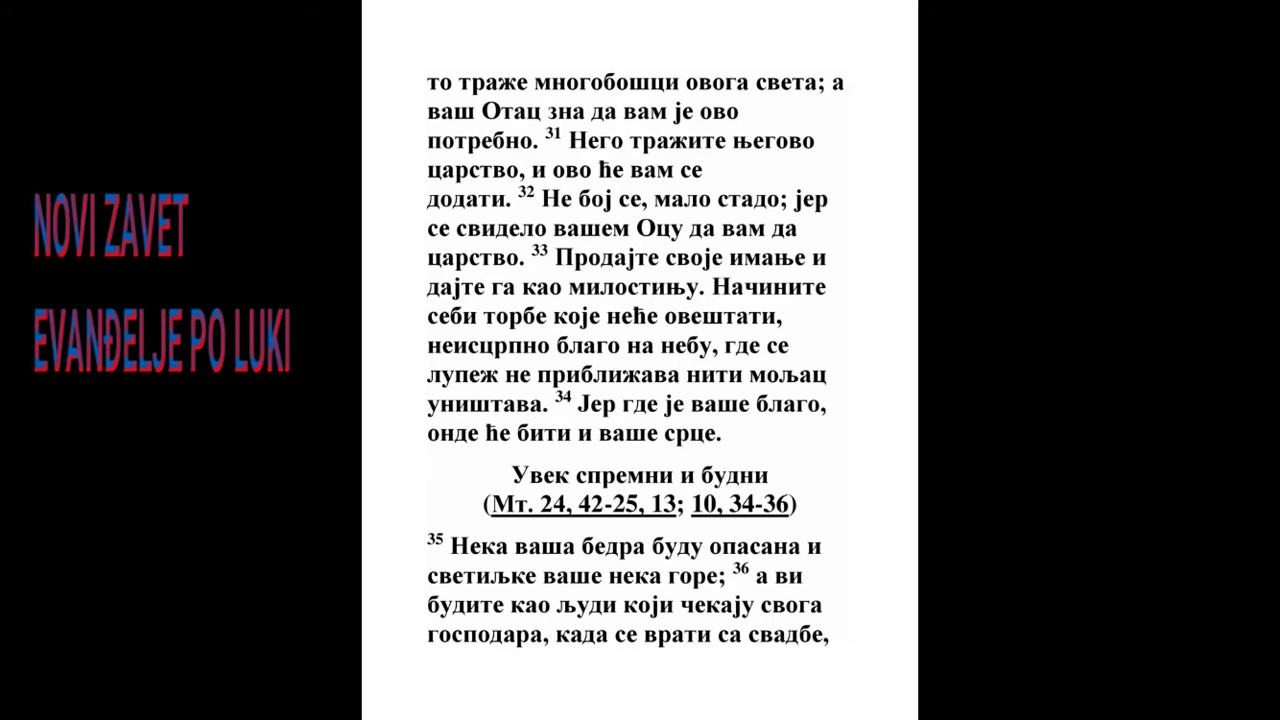 NOVI ZAVET
EVANĐELJE PO LUKI
то траже многобошци овога света; а
ваш Отац зна да вам је ово
потребно. 31 Него тражите његово
царство, и ово ће вам се
додати. 32 Не бој се, мало стадо; јер
се свидело вашем Оцу да вам да
царство. 33 Продајте своје имање и
дајте га као милостињу. Начините
себи торбе које неће овештати,
неисцрпно благо на небу, где се
лупеж не приближава нити мољац
уништава. 34 Јер где је ваше благо,
онде ће бити и ваше срце.
Увек спремни и будни
(Мт. 24, 42-25, 13; 10, 34-36)
35 Нека ваша бедра буду опасана и
светиљке ваше нека горе; 36 а ви
будите као људи који чекају свога
господара, када се врати са свадбе,